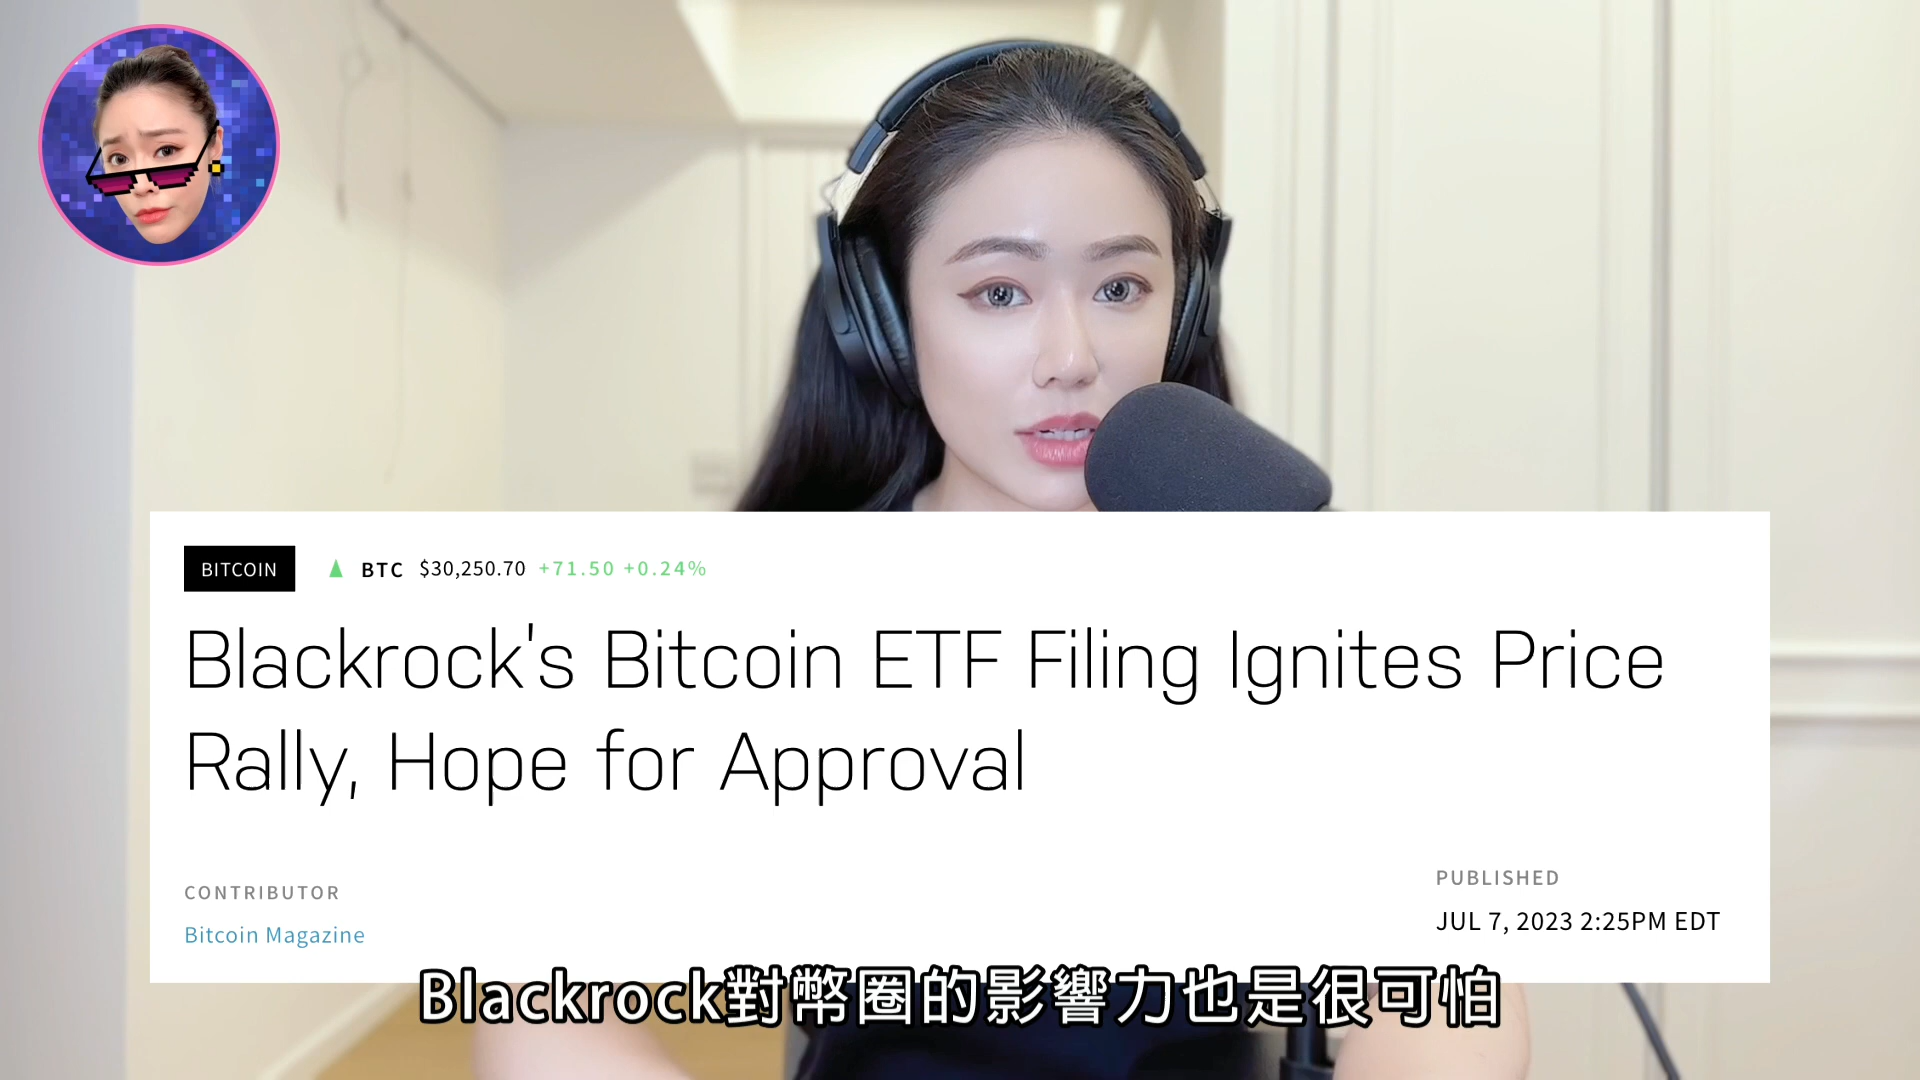 BITCOIN
BTC $30,250.70 +71.50 +0.24%
Blackrock's Bitcoin ETF Filing Ignites Price
Rally, Hope for Approval
CONTRIBUTOR
Bitcoin Magazine
PUBLISHED
JUL 7, 2023 2:25PM EDT
Blackrock對幣圈的影響力也是很可怕